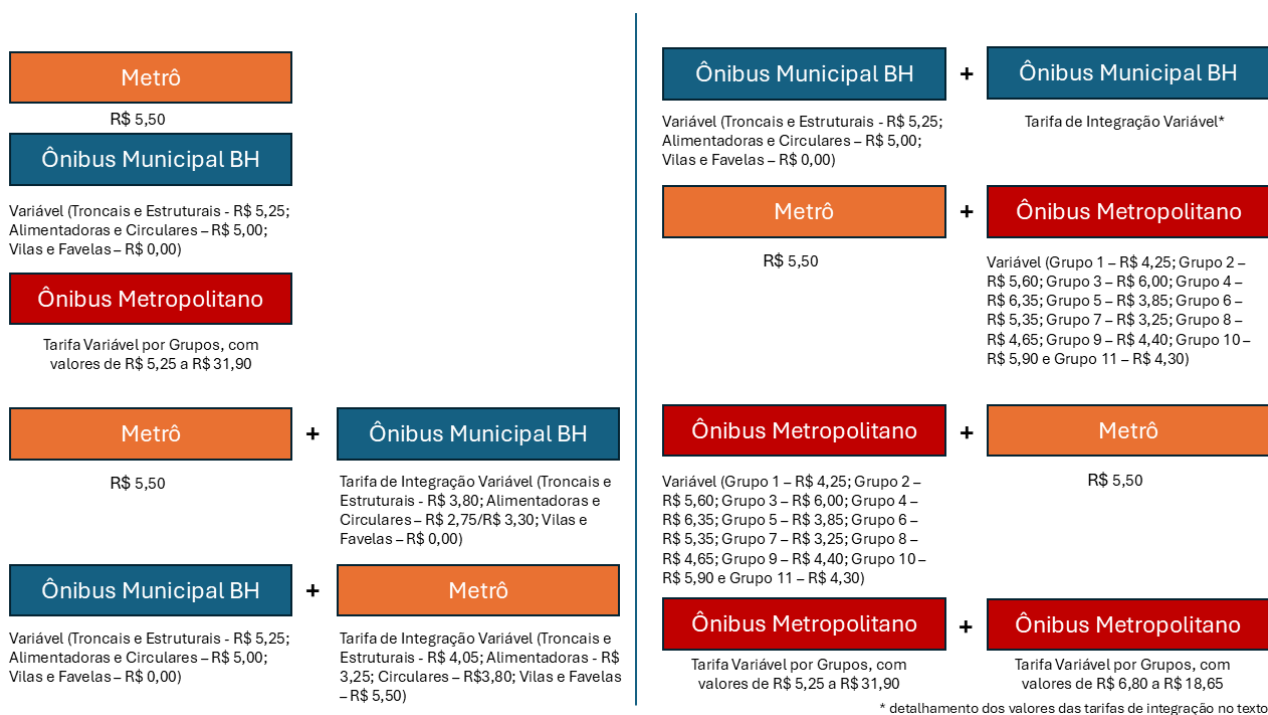 Metrô
R$ 5,50
Ônibus Municipal BH
Variável (Troncais e Estruturais - R$ 5,25;
Alimentadoras e Circulares – R$ 5,00;
Vilas e Favelas – R$ 0,00)
Ônibus Metropolitano
Tarifa Variável por Grupos, com
valores de R$ 5,25 a R$ 31,90
Metrô + Ônibus Municipal BH
R$ 5,50
Tarifa de Integração Variável (Troncais e
Estruturais - R$ 3,80; Alimentadoras e
Circulares – R$ 2,75/R$ 3,30; Vilas e
Favelas – R$ 0,00)
Ônibus Municipal BH + Metrô
Variável (Troncais e Estruturais - R$ 5,25;
Alimentadoras e Circulares – R$ 5,00;
Vilas e Favelas – R$ 0,00)
Tarifa de Integração Variável (Troncais e
Estruturais - R$ 4,05; Alimentadoras - R$
3,25; Circulares – R$3,80; Vilas e Favelas
– R$ 5,50)
Ônibus Municipal BH + Ônibus Municipal BH
Variável (Troncais e Estruturais - R$ 5,25;
Alimentadoras e Circulares – R$ 5,00;
Vilas e Favelas – R$ 0,00)
Tarifa de Integração Variável*
Metrô + Ônibus Metropolitano
R$ 5,50
Variável (Grupo 1 – R$ 4,25; Grupo 2 –
R$ 5,60; Grupo 3 – R$ 6,00; Grupo 4 –
R$ 6,35; Grupo 5 – R$ 3,85; Grupo 6 –
R$ 5,35; Grupo 7 – R$ 3,25; Grupo 8 –
R$ 4,65; Grupo 9 – R$ 4,40; Grupo 10 –
R$ 5,90 e Grupo 11 – R$ 4,30)
Ônibus Metropolitano + Metrô
Variável (Grupo 1 – R$ 4,25; Grupo 2 –
R$ 5,60; Grupo 3 – R$ 6,00; Grupo 4 –
R$ 6,35; Grupo 5 – R$ 3,85; Grupo 6 –
R$ 5,35; Grupo 7 – R$ 3,25; Grupo 8 –
R$ 4,65; Grupo 9 – R$ 4,40; Grupo 10 –
R$ 5,90 e Grupo 11 – R$ 4,30)
R$ 5,50
Ônibus Metropolitano + Ônibus Metropolitano
Tarifa Variável por Grupos, com
valores de R$ 5,25 a R$ 31,90
Tarifa Variável por Grupos, com
valores de R$ 6,80 a R$ 18,65
* detalhamento dos valores das tarifas de integração no texto